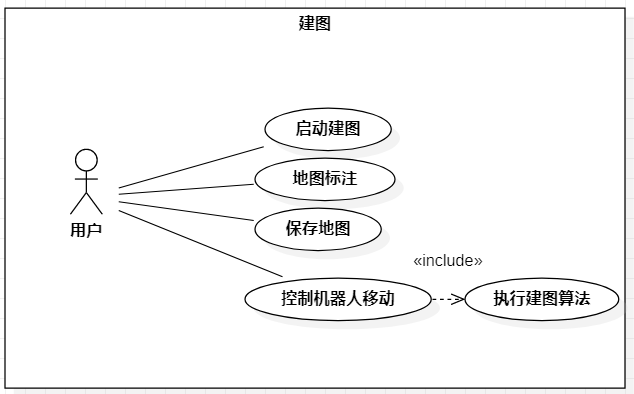 建图
启动建图
地图标注
用户
保存地图
«include»
控制机器人移动
执行建图算法